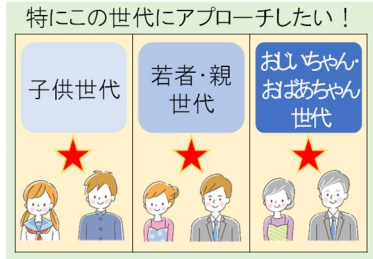 特にこの世代にアプローチしたい！
子供世代
若者・親
世代
おじいちゃん・
おばあちゃん
世代